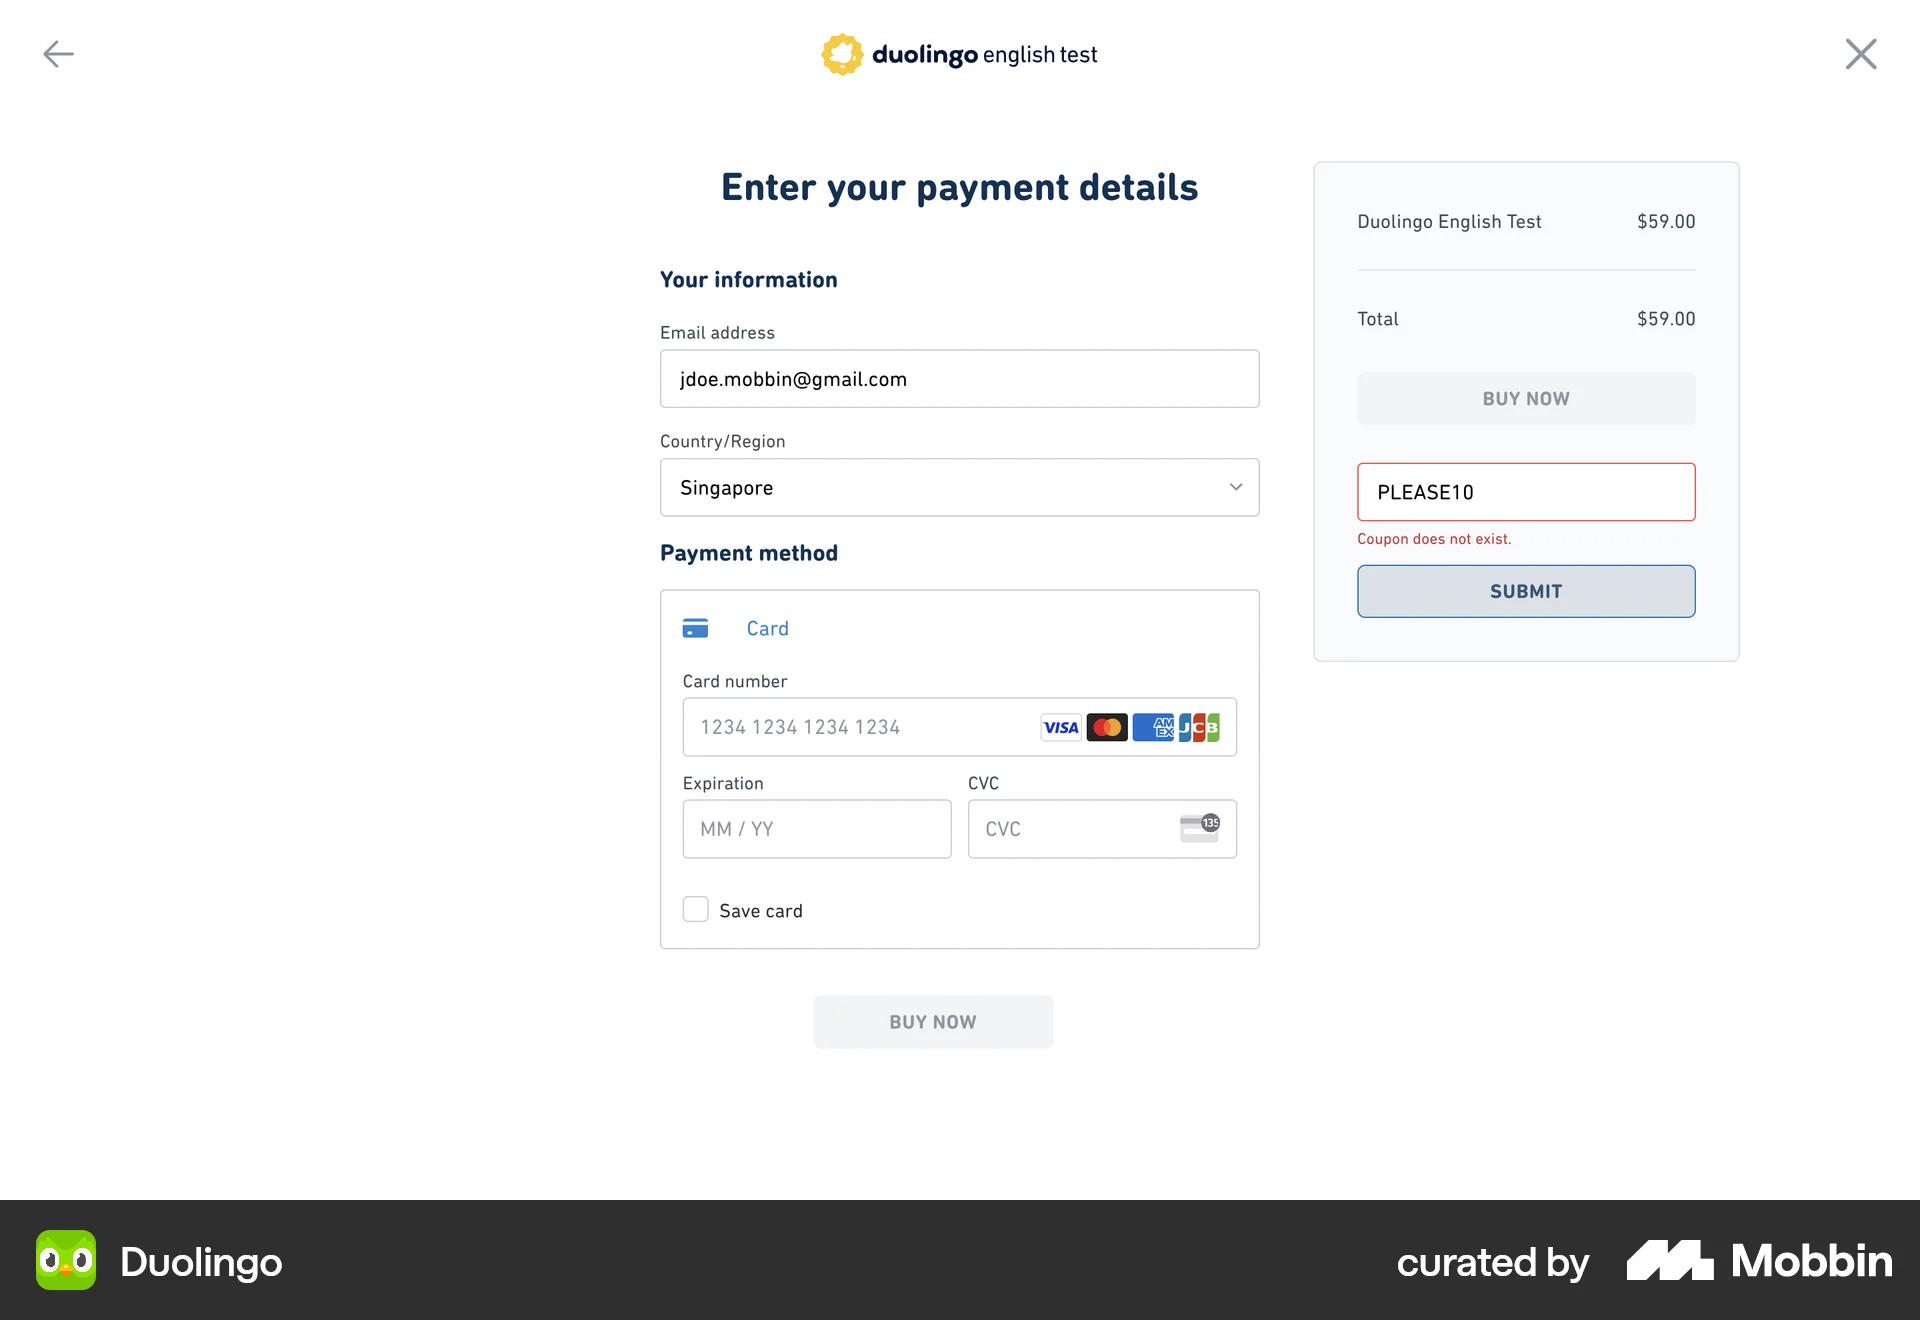 duolingo english test
Enter your payment details
Your information
Email address
jdoe.mobbin@gmail.com
Country/Region
Singapore
Payment method
Card
Card number
1234 1234 1234 1234
VISA
AMEX
JCB
Expiration
CVC
MM / YY
CVC
135
Save card
BUY NOW
Duolingo English Test $59.00
Total $59.00
BUY NOW
PLEASE10
Coupon does not exist.
SUBMIT
Duolingo
curated by Mobbin